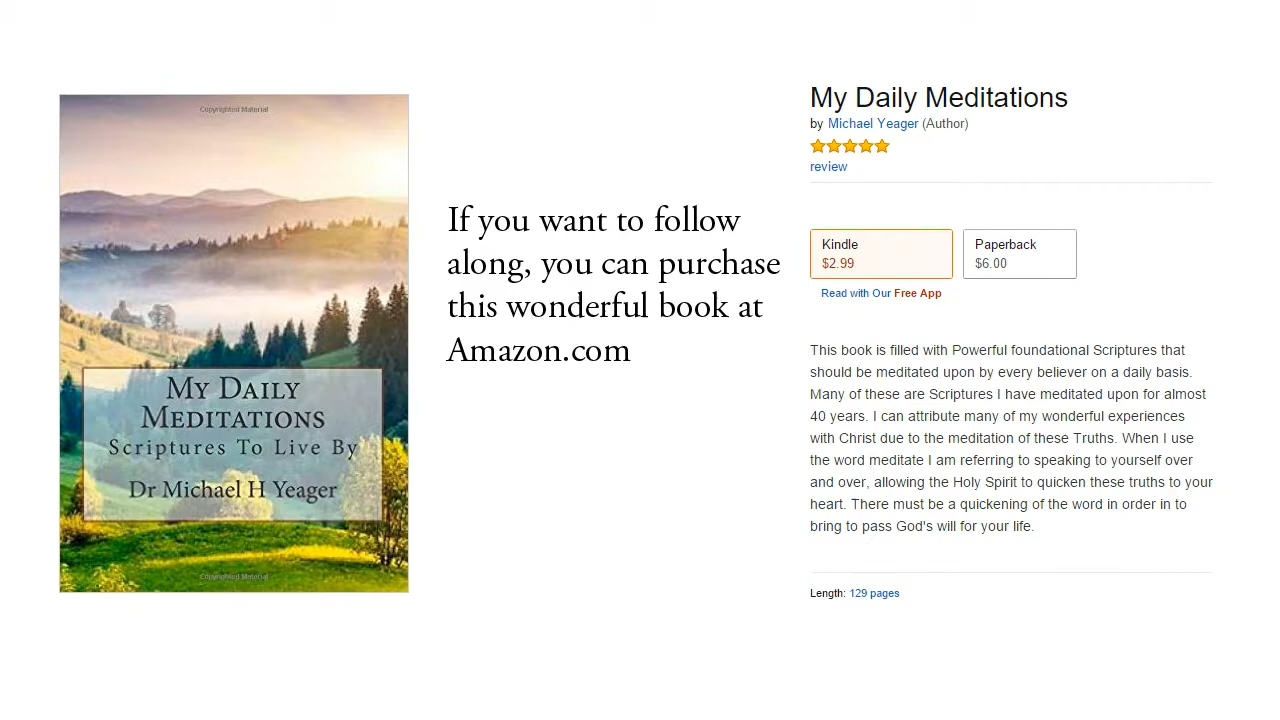 Copyrighted Material
My Daily
Meditations
Scriptures To Live By
Dr Michael H Yeager
Copyrighted Material
If you want to follow
along, you can purchase
this wonderful book at
Amazon.com
My Daily Meditations
by Michael Yeager (Author)
review
Kindle
$2.99
Paperback
$6.00
Read with Our Free App
This book is filled with Powerful foundational Scriptures that
should be meditated upon by every believer on a daily basis.
Many of these are Scriptures I have meditated upon for almost
40 years. I can attribute many of my wonderful experiences
with Christ due to the meditation of these Truths. When I use
the word meditate I am referring to speaking to yourself over
and over, allowing the Holy Spirit to quicken these truths to your
heart. There must be a quickening of the word in order in to
bring to pass God's will for your life.
Length: 129 pages